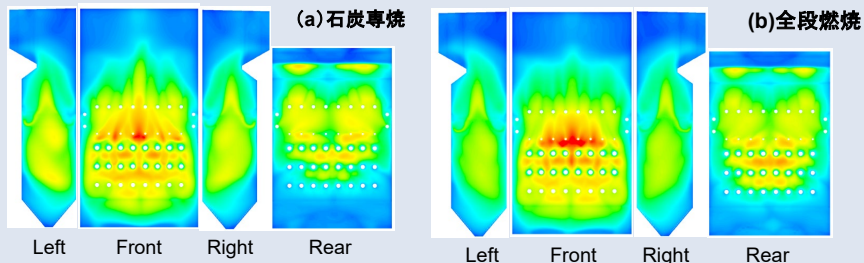 (a)石炭専焼
(b)全段燃焼
Left Front Right Rear
Left Front Right Rear